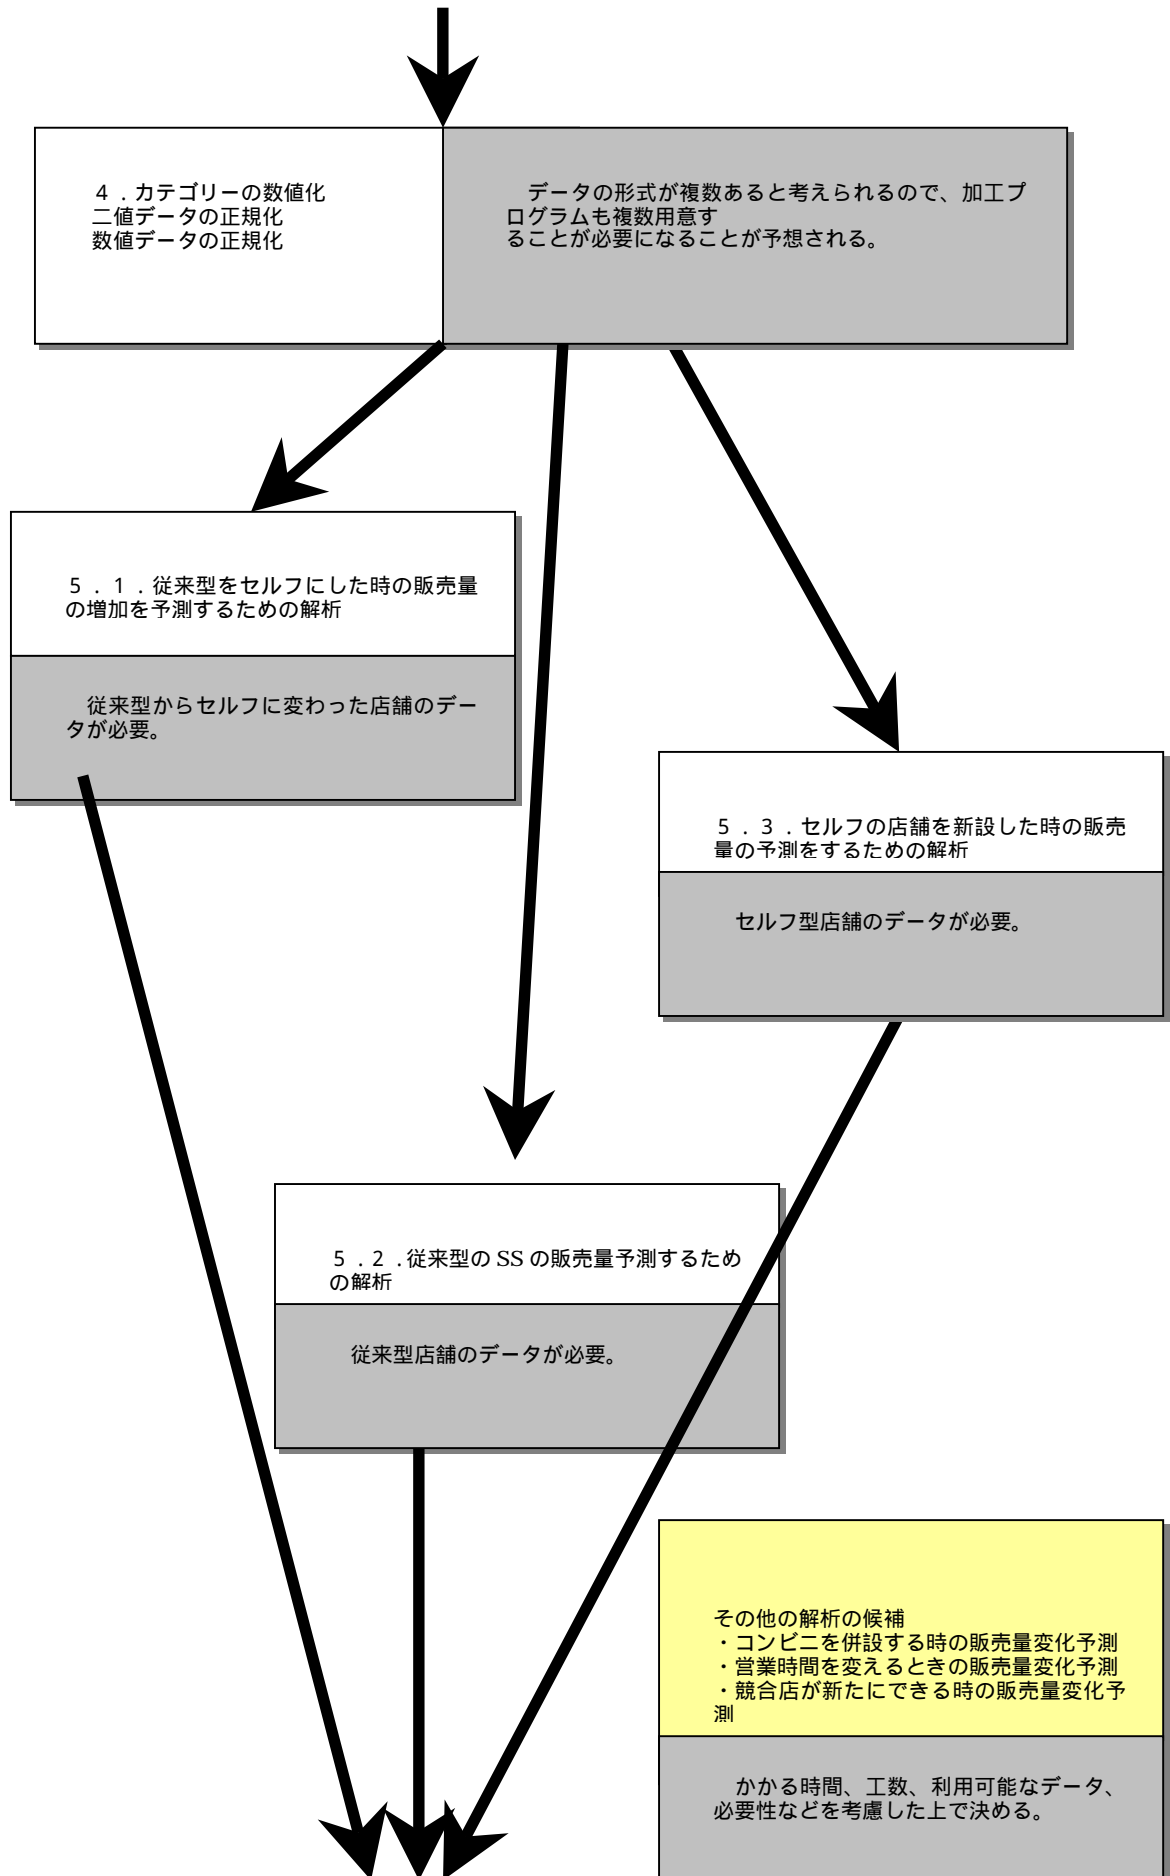 ４．カテゴリーの数値化
二値データの正規化
数値データの正規化
データの形式が複数あると考えられるので、加工プ
ログラムも複数用意す
ることが必要になることが予想される。
５．１．従来型をセルフにした時の販売量
の増加を予測するための解析
従来型からセルフに変わった店舗のデー
タが必要。
５．３．セルフの店舗を新設した時の販売
量の予測をするための解析
セルフ型店舗のデータが必要。
５．２．従来型の SS の販売量予測するため
の解析
従来型店舗のデータが必要。
その他の解析の候補
・コンビニを併設する時の販売量変化予測
・営業時間を変えるときの販売量変化予測
・競合店が新たにできる時の販売量変化予
測
かかる時間、工数、利用可能なデータ、
必要性などを考慮した上で決める。